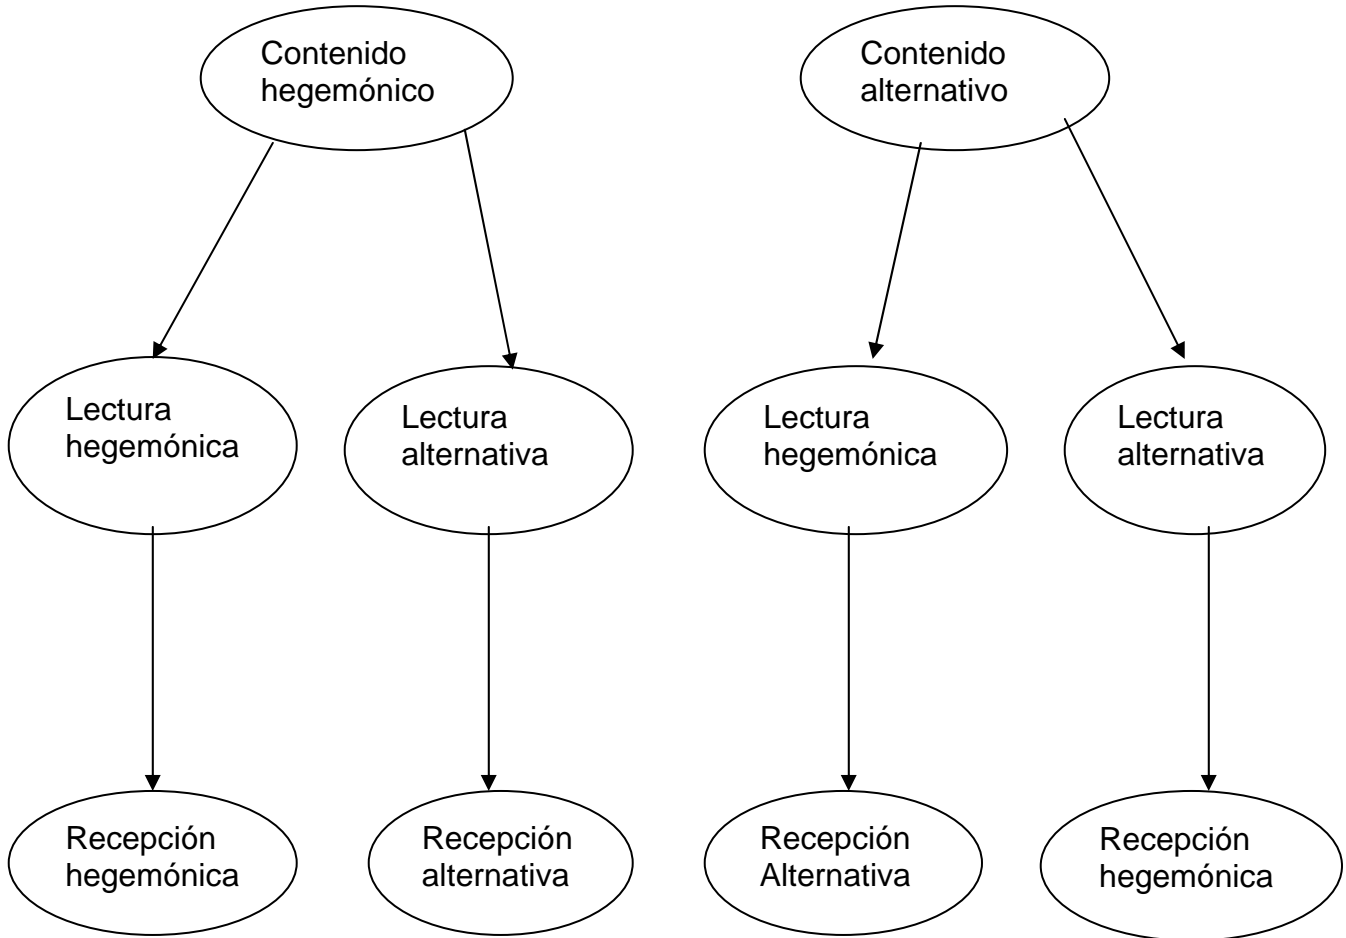 Contenido
hegemónico
Contenido
alternativo
Lectura
hegemónica
Lectura
alternativa
Lectura
hegemónica
Lectura
alternativa
Recepción
hegemónica
Recepción
alternativa
Recepción
Alternativa
Recepción
hegemónica